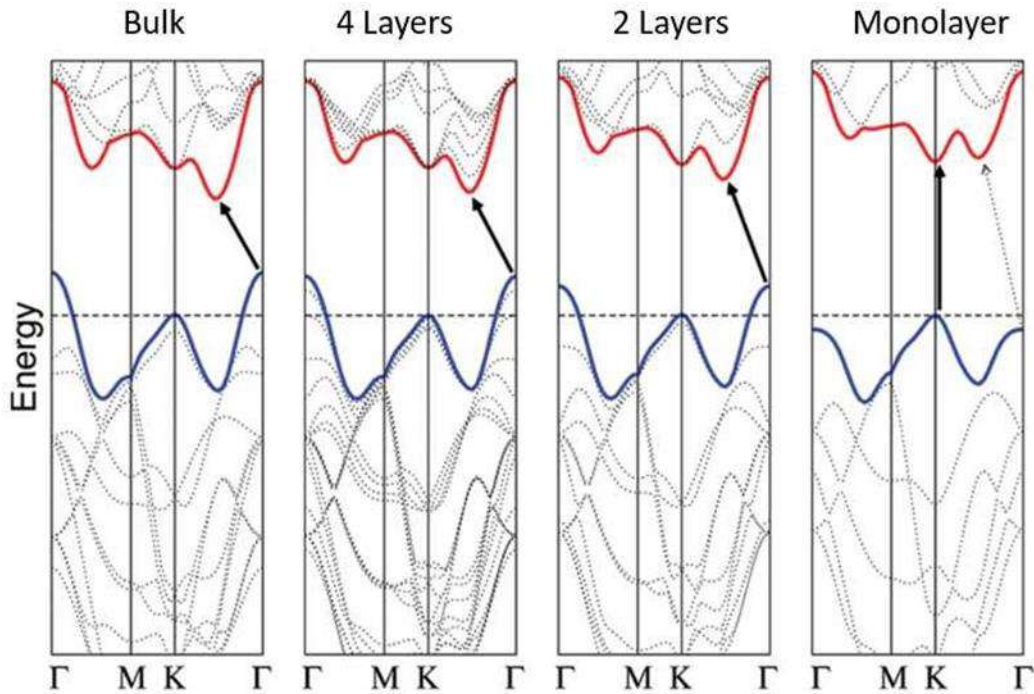 Bulk
4 Layers
2 Layers
Monolayer
Energy
Γ M K Γ
Γ M K Γ
Γ M K Γ
Γ M K Γ